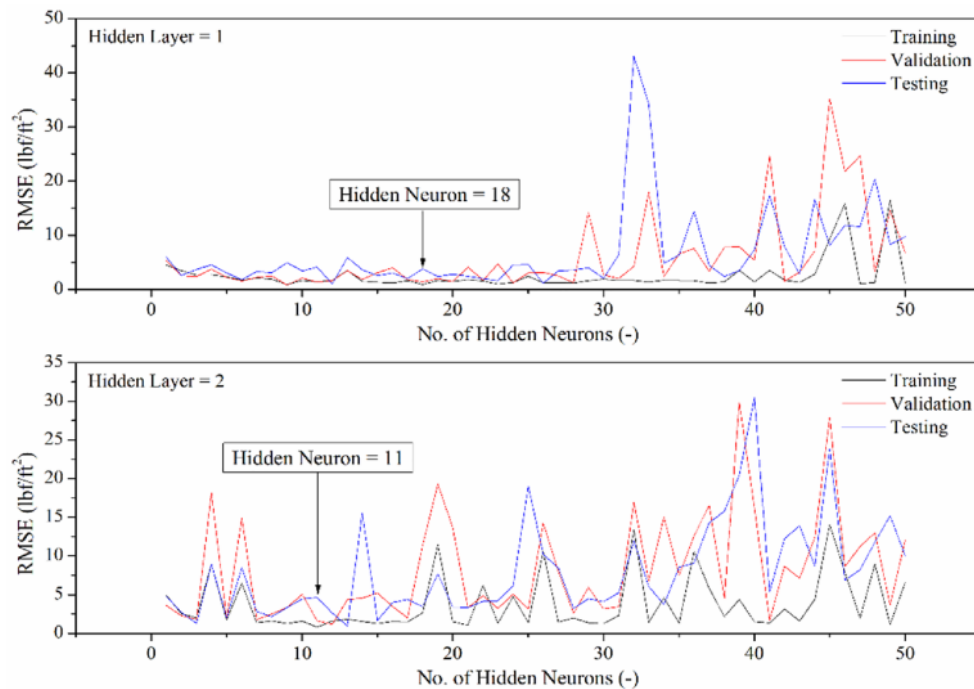 Hidden Layer = 1
Training
Validation
Testing
Hidden Neuron = 18
RMSE (lbf/ft²)
50
40
30
20
10
0
0
10
20
30
40
50
No. of Hidden Neurons (-)
Hidden Layer = 2
Training
Validation
Testing
Hidden Neuron = 11
RMSE (lbf/ft²)
35
30
25
20
15
10
5
0
0
10
20
30
40
50
No. of Hidden Neurons (-)